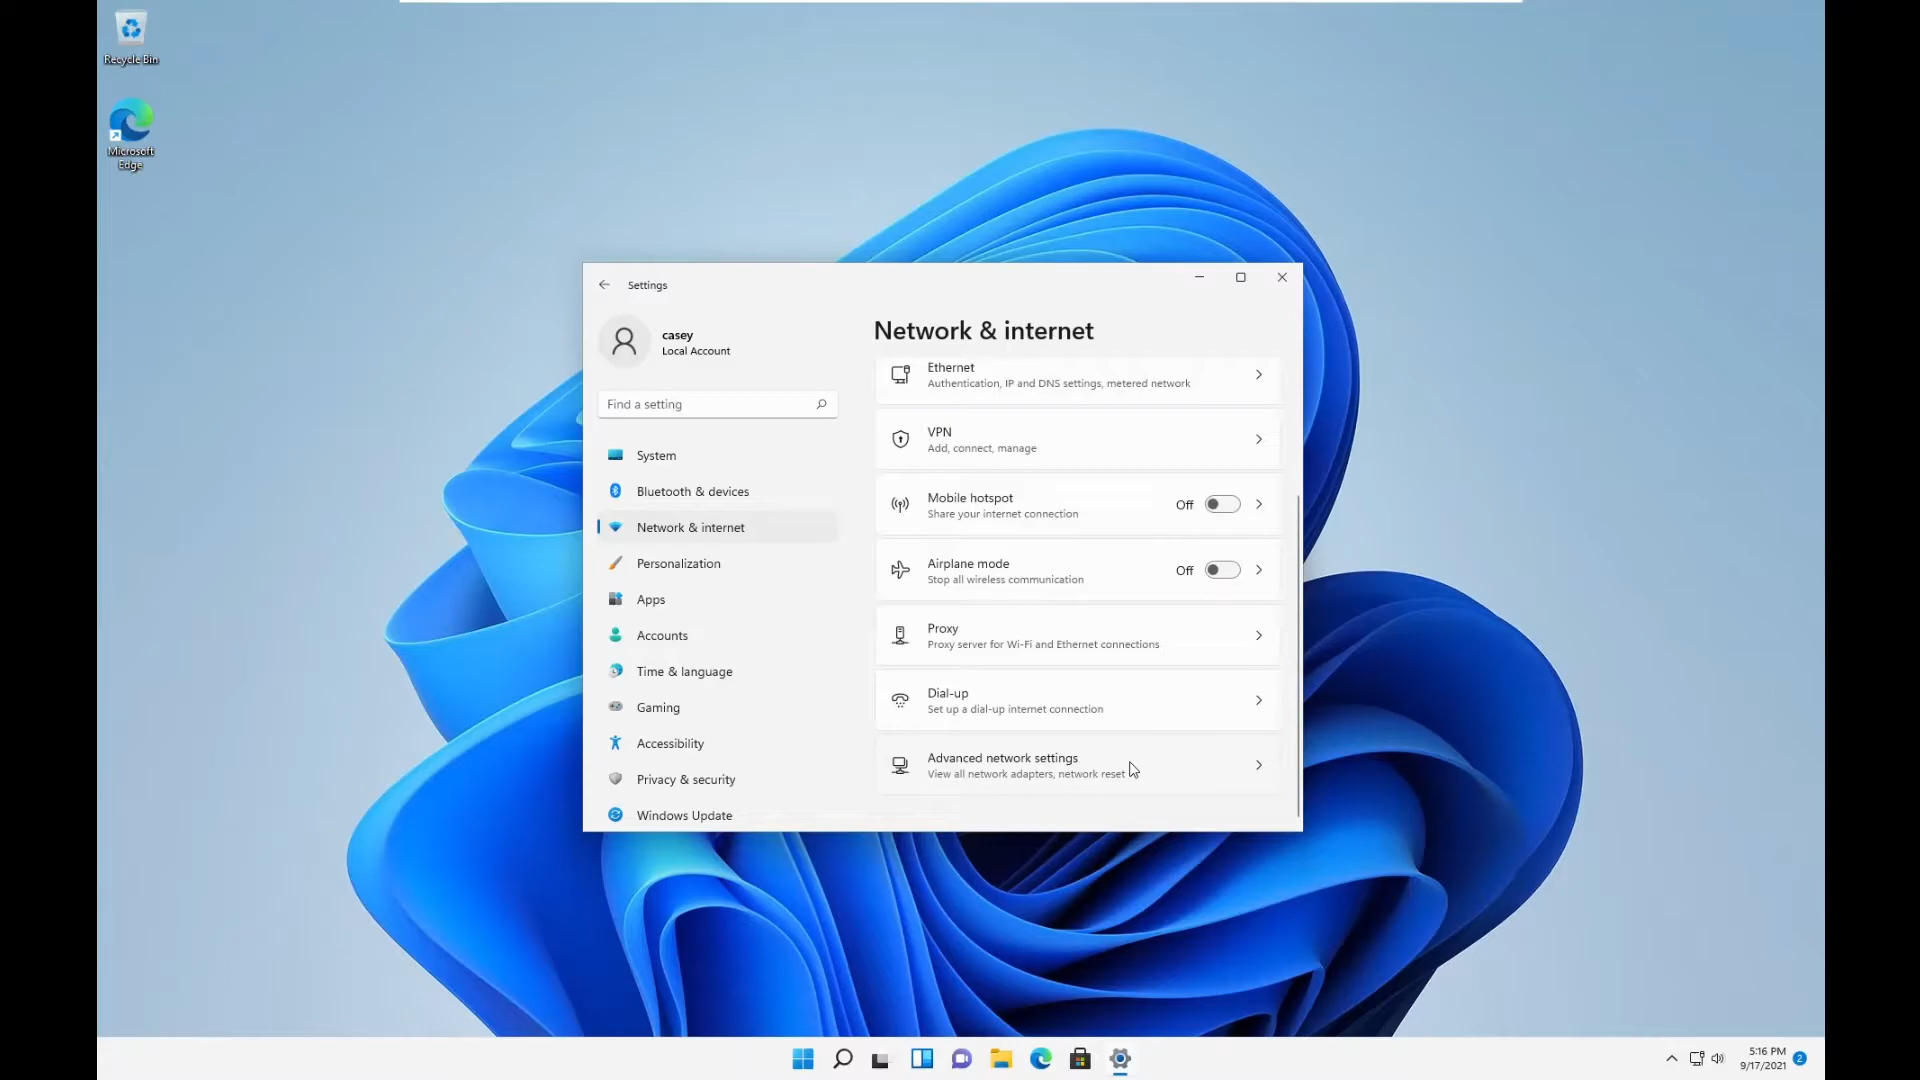 Recycle Bin
Microsoft
Edge
Settings
casey
Local Account
Find a setting
System
Bluetooth & devices
Network & internet
Personalization
Apps
Accounts
Time & language
Gaming
Accessibility
Privacy & security
Windows Update
Network & internet
Ethernet
Authentication, IP and DNS settings, metered network
VPN
Add, connect, manage
Mobile hotspot
Share your internet connection
Off
Airplane mode
Stop all wireless communication
Off
Proxy
Proxy server for Wi-Fi and Ethernet connections
Dial-up
Set up a dial-up internet connection
Advanced network settings
View all network adapters, network reset
5:16 PM
9/17/2021
2